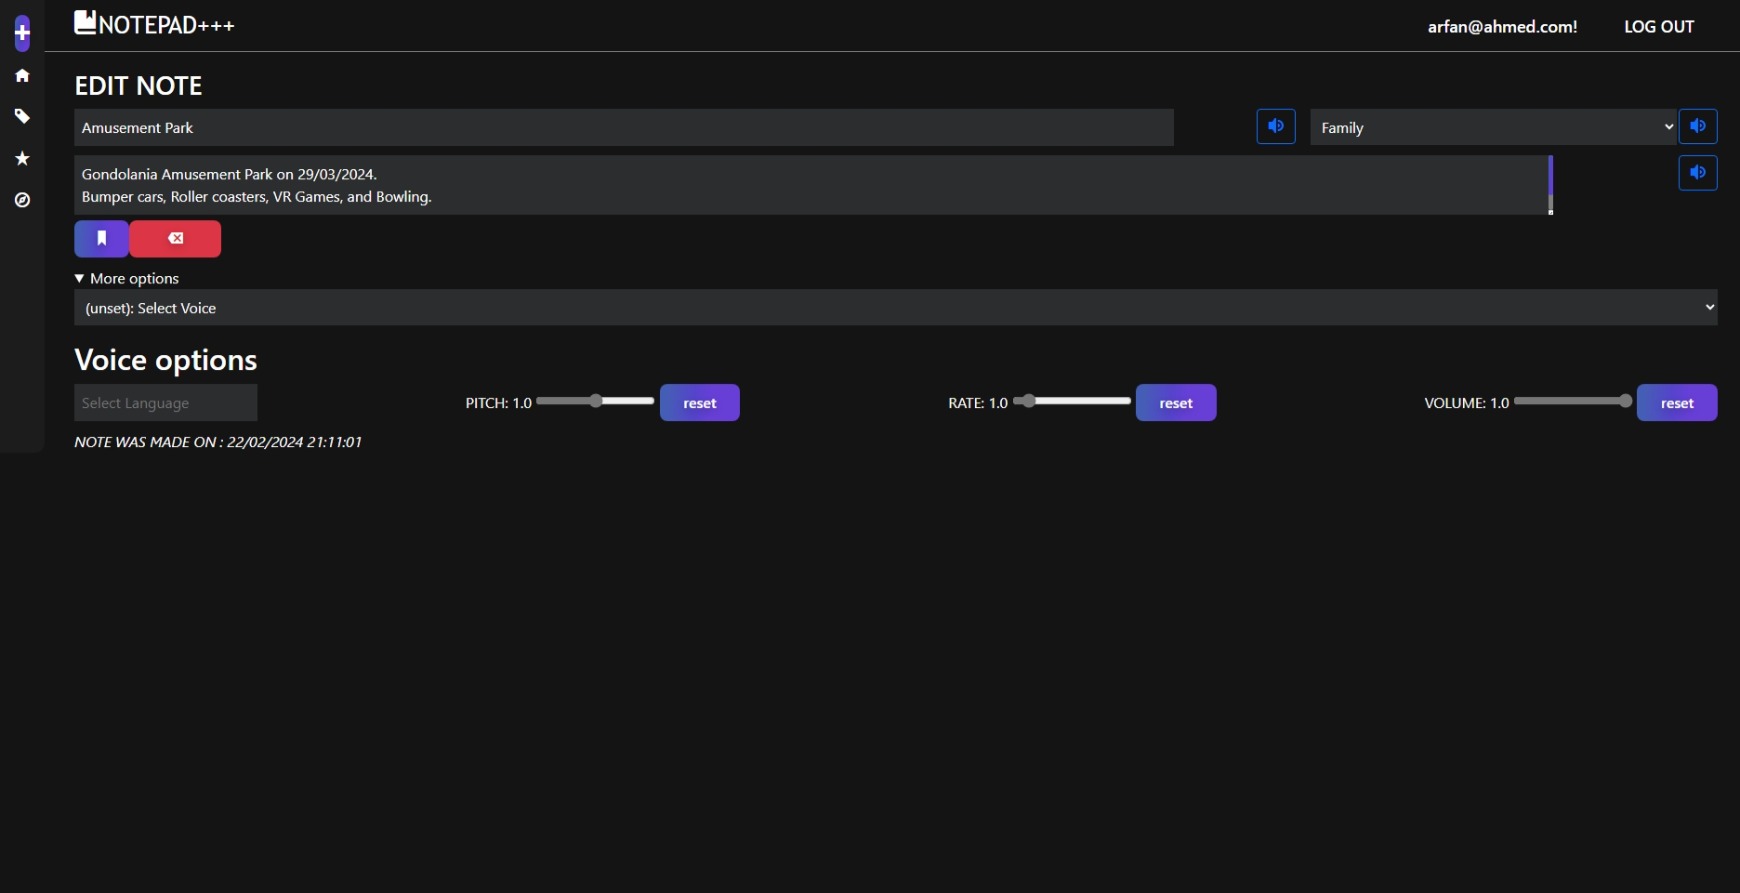 NOTEPAD+++
arfan@ahmed.com!
LOG OUT
EDIT NOTE
Amusement Park
Family
Gondolania Amusement Park on 29/03/2024.
Bumper cars, Roller coasters, VR Games, and Bowling.
More options
(unset): Select Voice
Voice options
Select Language
PITCH: 1.0
reset
RATE: 1.0
reset
VOLUME: 1.0
reset
NOTE WAS MADE ON : 22/02/2024 21:11:01